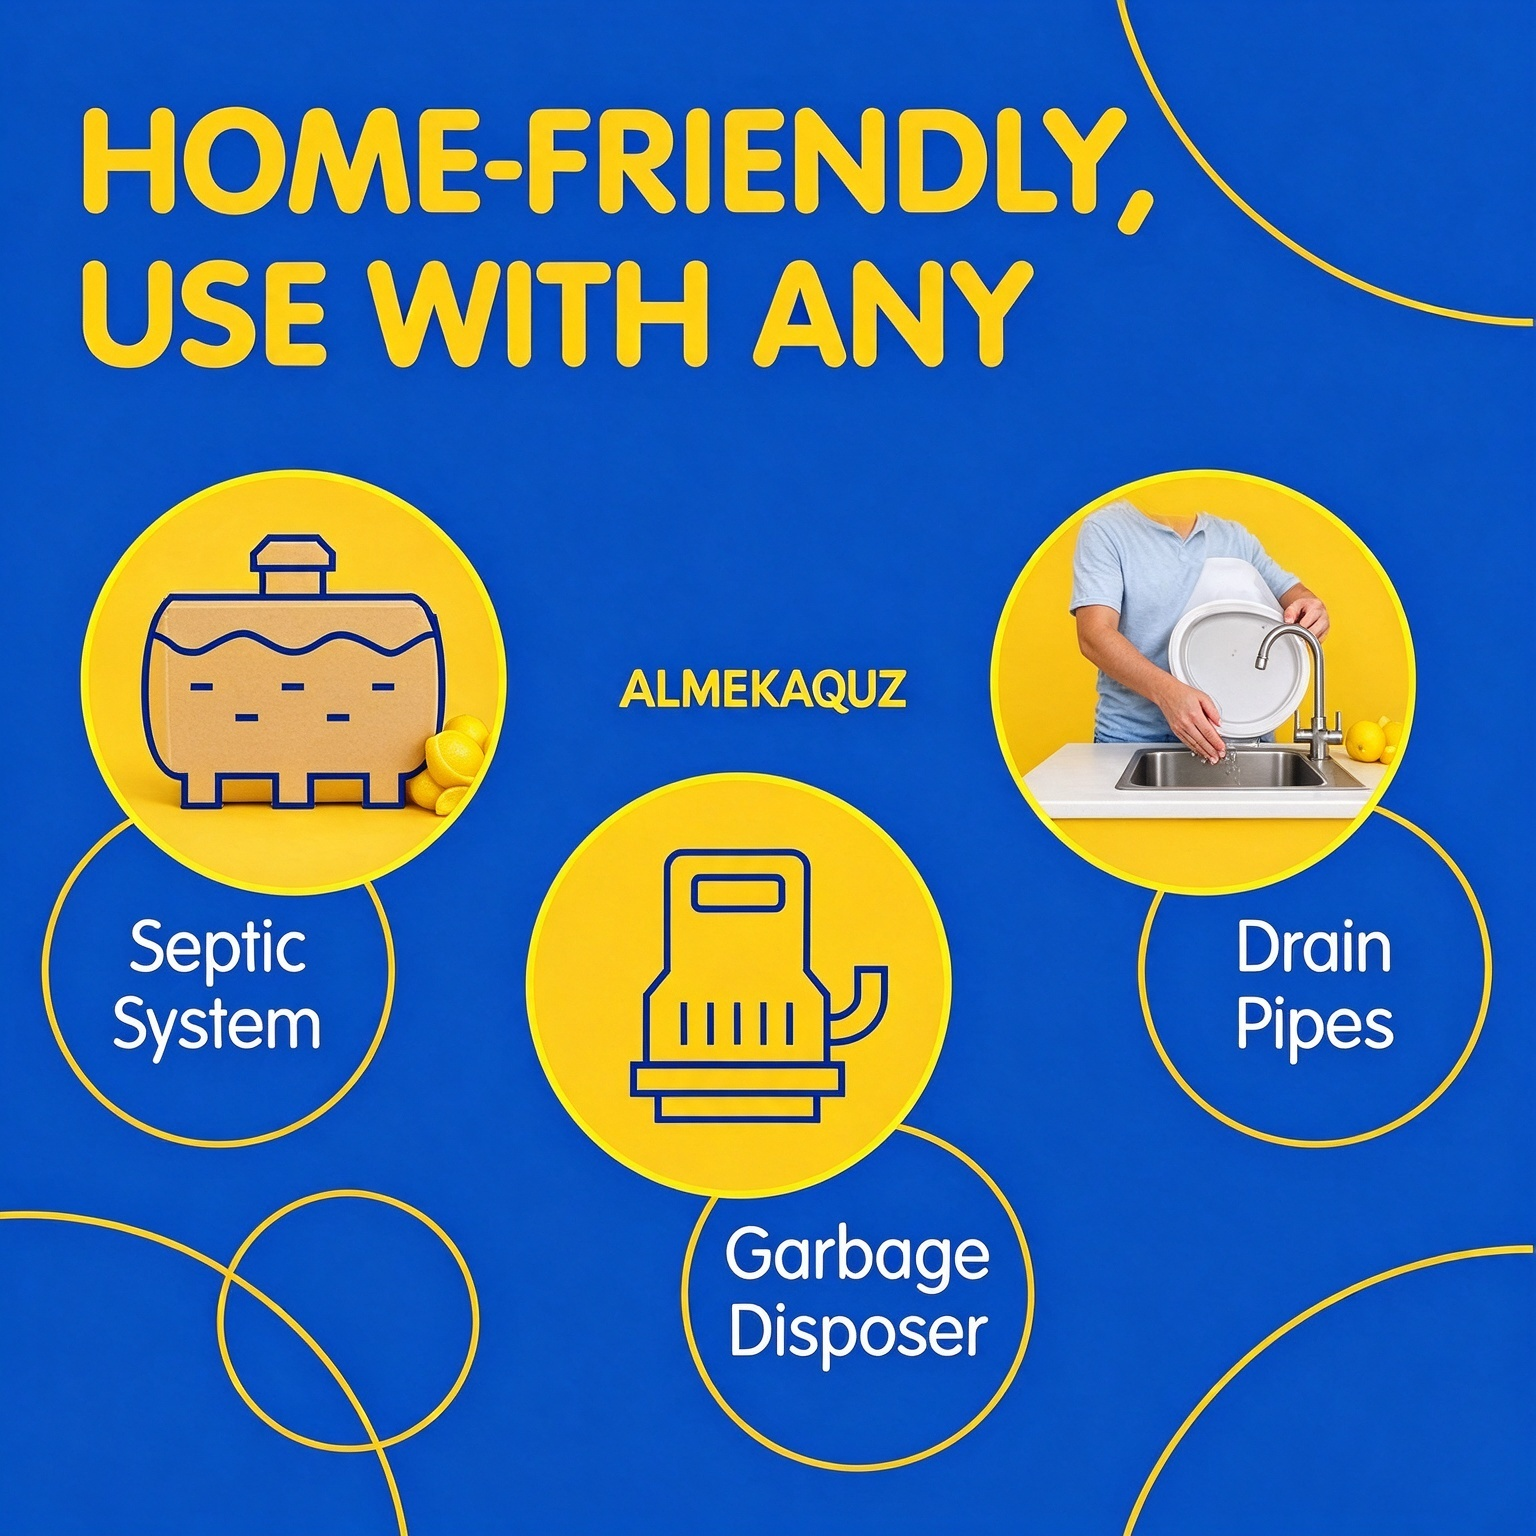 HOME-FRIENDLY,
USE WITH ANY
ALMEKAQUZ
Septic
System
Drain
Pipes
Garbage
Disposer